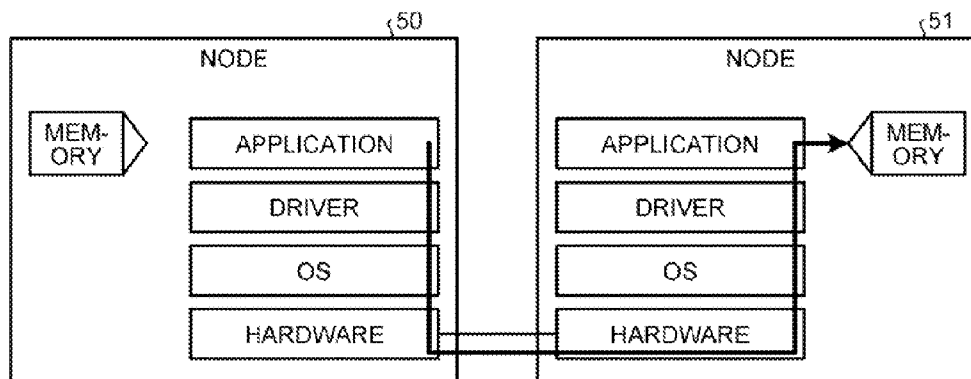 50
NODE
MEM-
ORY
APPLICATION
DRIVER
OS
HARDWARE
51
NODE
APPLICATION
DRIVER
OS
HARDWARE
MEM-
ORY